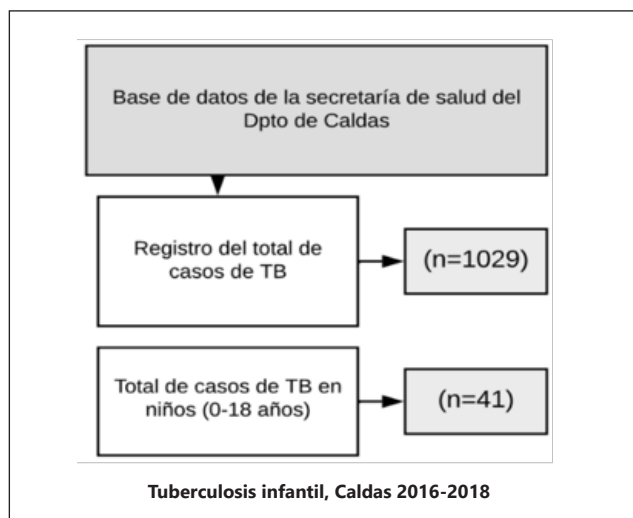 Base de datos de la secretaría de salud del
Dpto de Caldas
Registro del total de
casos de TB
(n=1029)
Total de casos de TB en
niños (0-18 años)
(n=41)
Tuberculosis infantil, Caldas 2016-2018